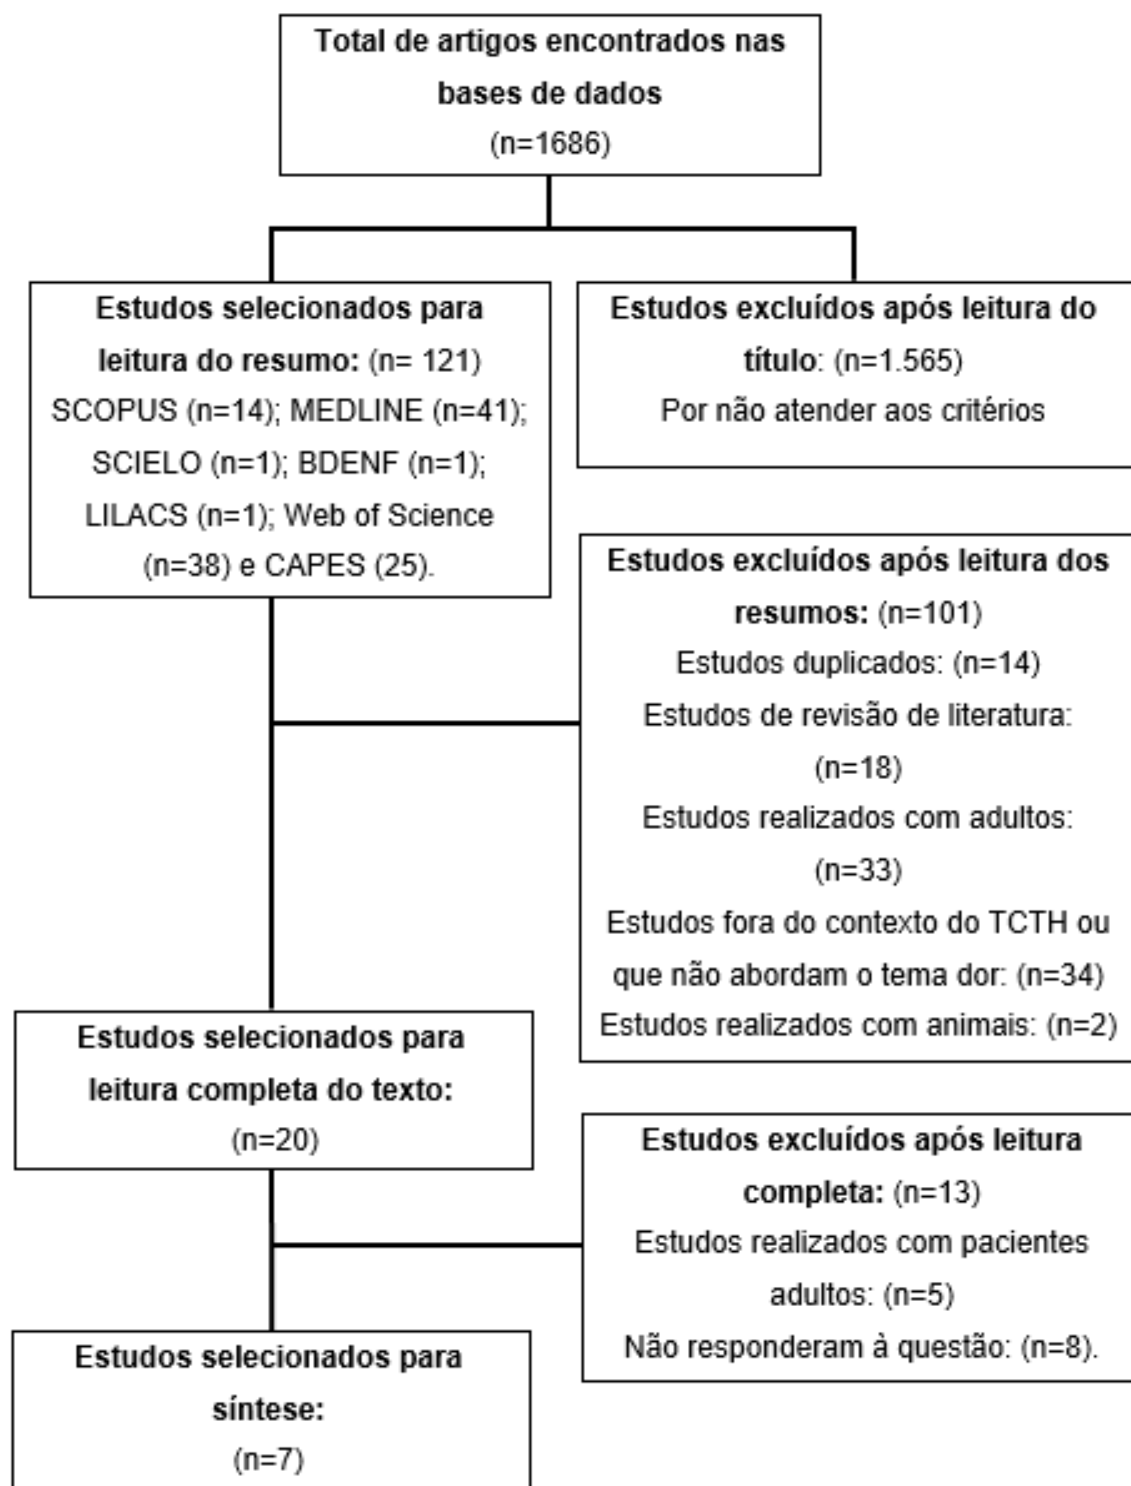 Total de artigos encontrados nas
bases de dados
(n=1686)
Estudos selecionados para
leitura do resumo: (n= 121)
SCOPUS (n=14); MEDLINE (n=41);
SCIELO (n=1); BDENF (n=1);
LILACS (n=1); Web of Science
(n=38) e CAPES (25).
Estudos excluídos após leitura do
título: (n=1.565)
Por não atender aos critérios
Estudos excluídos após leitura dos
resumos: (n=101)
Estudos duplicados: (n=14)
Estudos de revisão de literatura:
(n=18)
Estudos realizados com adultos:
(n=33)
Estudos fora do contexto do TCTH ou
que não abordam o tema dor: (n=34)
Estudos realizados com animais: (n=2)
Estudos selecionados para
leitura completa do texto:
(n=20)
Estudos excluídos após leitura
completa: (n=13)
Estudos realizados com pacientes
adultos: (n=5)
Não responderam à questão: (n=8).
Estudos selecionados para
síntese:
(n=7)